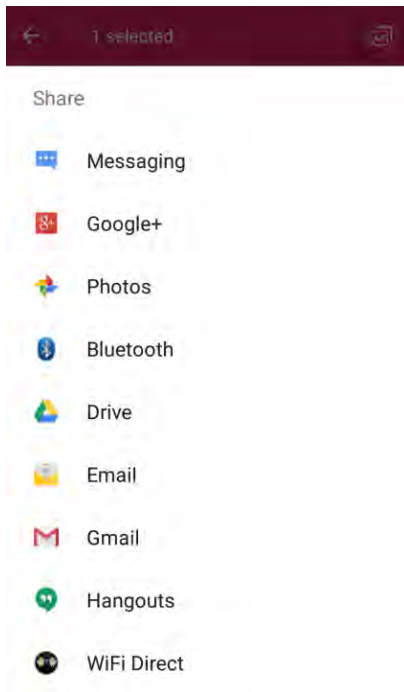 1 selected
Share
Messaging
Google+
Photos
Bluetooth
Drive
Email
Gmail
Hangouts
WiFi Direct